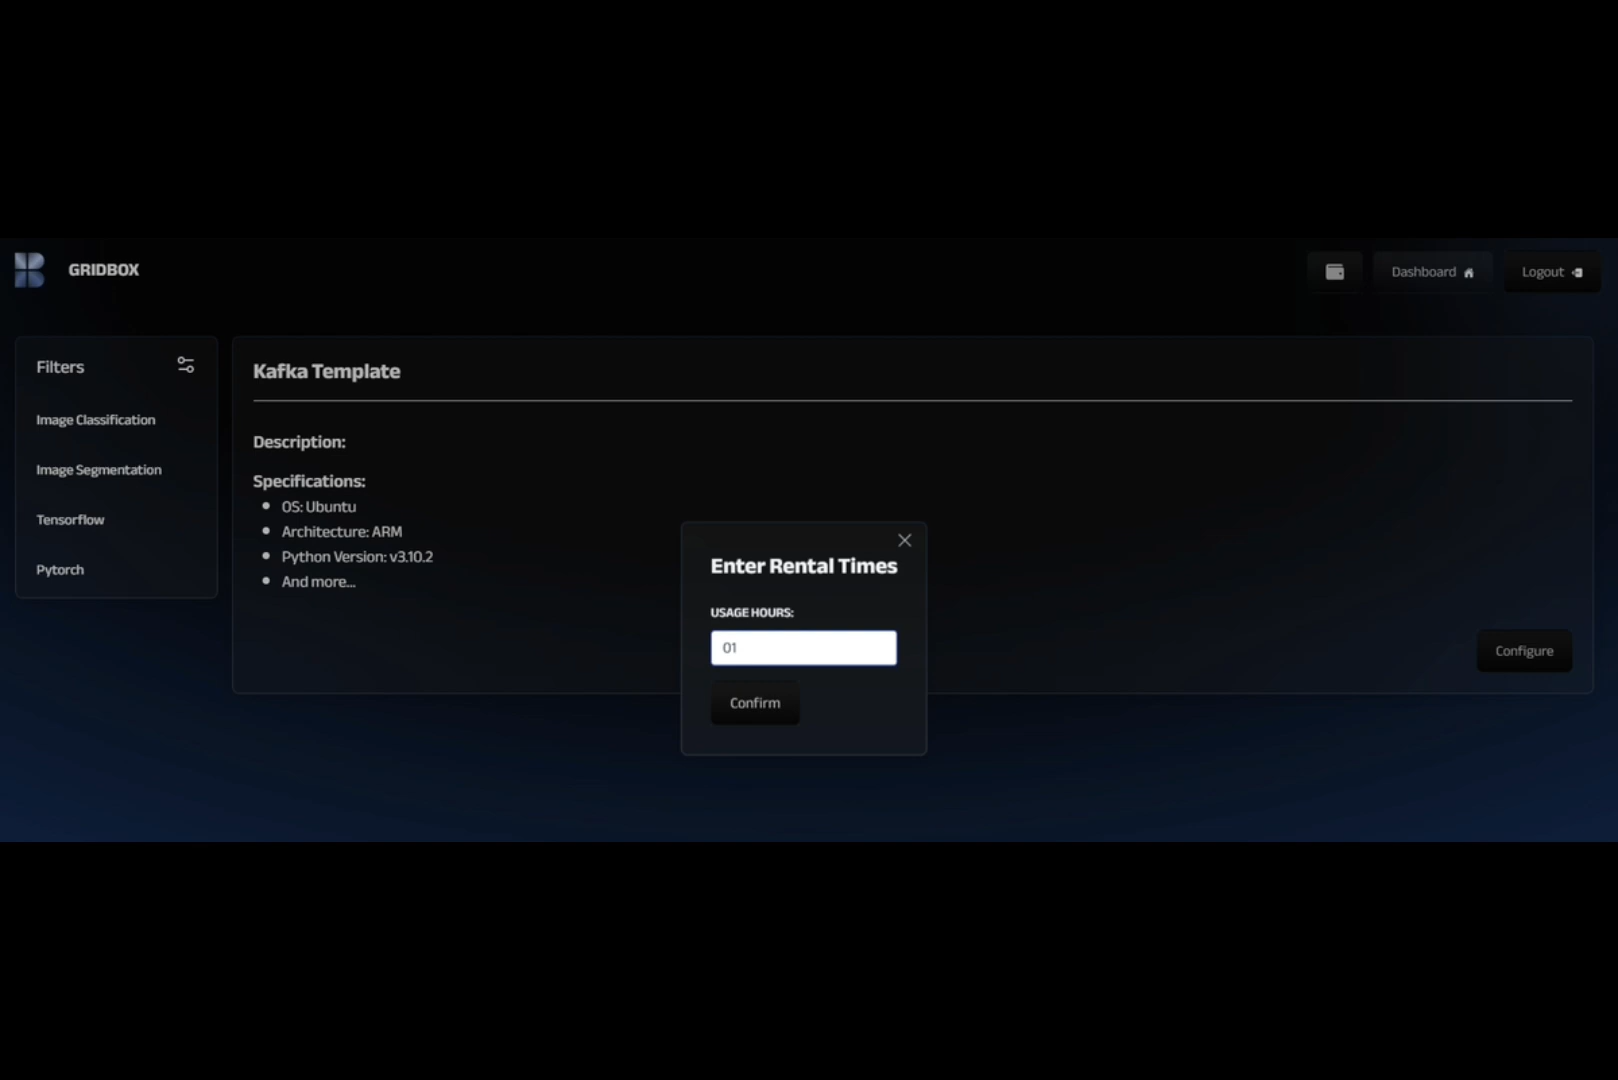 GRIDBOX
Dashboard
Logout
Filters
Image Classification
Image Segmentation
Tensorflow
Pytorch
Kafka Template
Description:
Specifications:
OS: Ubuntu
Architecture: ARM
Python Version: v3.10.2
And more...
Configure
Enter Rental Times
USAGE HOURS:
01
Confirm